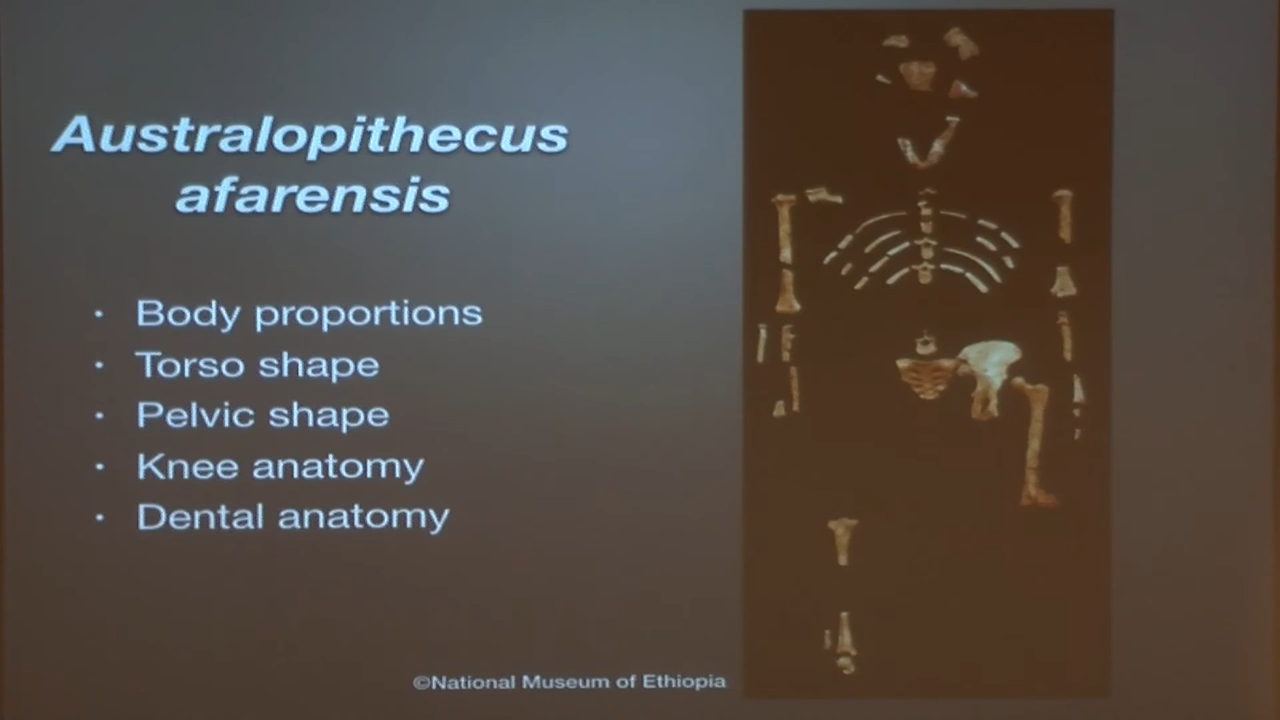 Australopithecus
afarensis
• Body proportions
• Torso shape
• Pelvic shape
• Knee anatomy
• Dental anatomy
©National Museum of Ethiopia